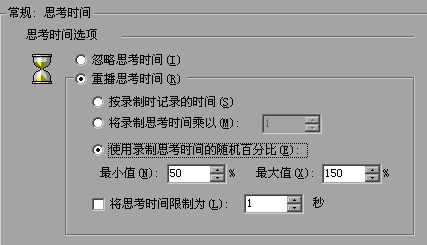 常规: 思考时间
思考时间选项
忽略思考时间(I)
重播思考时间(R)
按录制时记录的时间(S)
将录制思考时间乘以(M): 1
使用录制思考时间的随机百分比(E):
最小值(N): 50 % 最大值(X): 150 %
将思考时间限制为(L): 1 秒